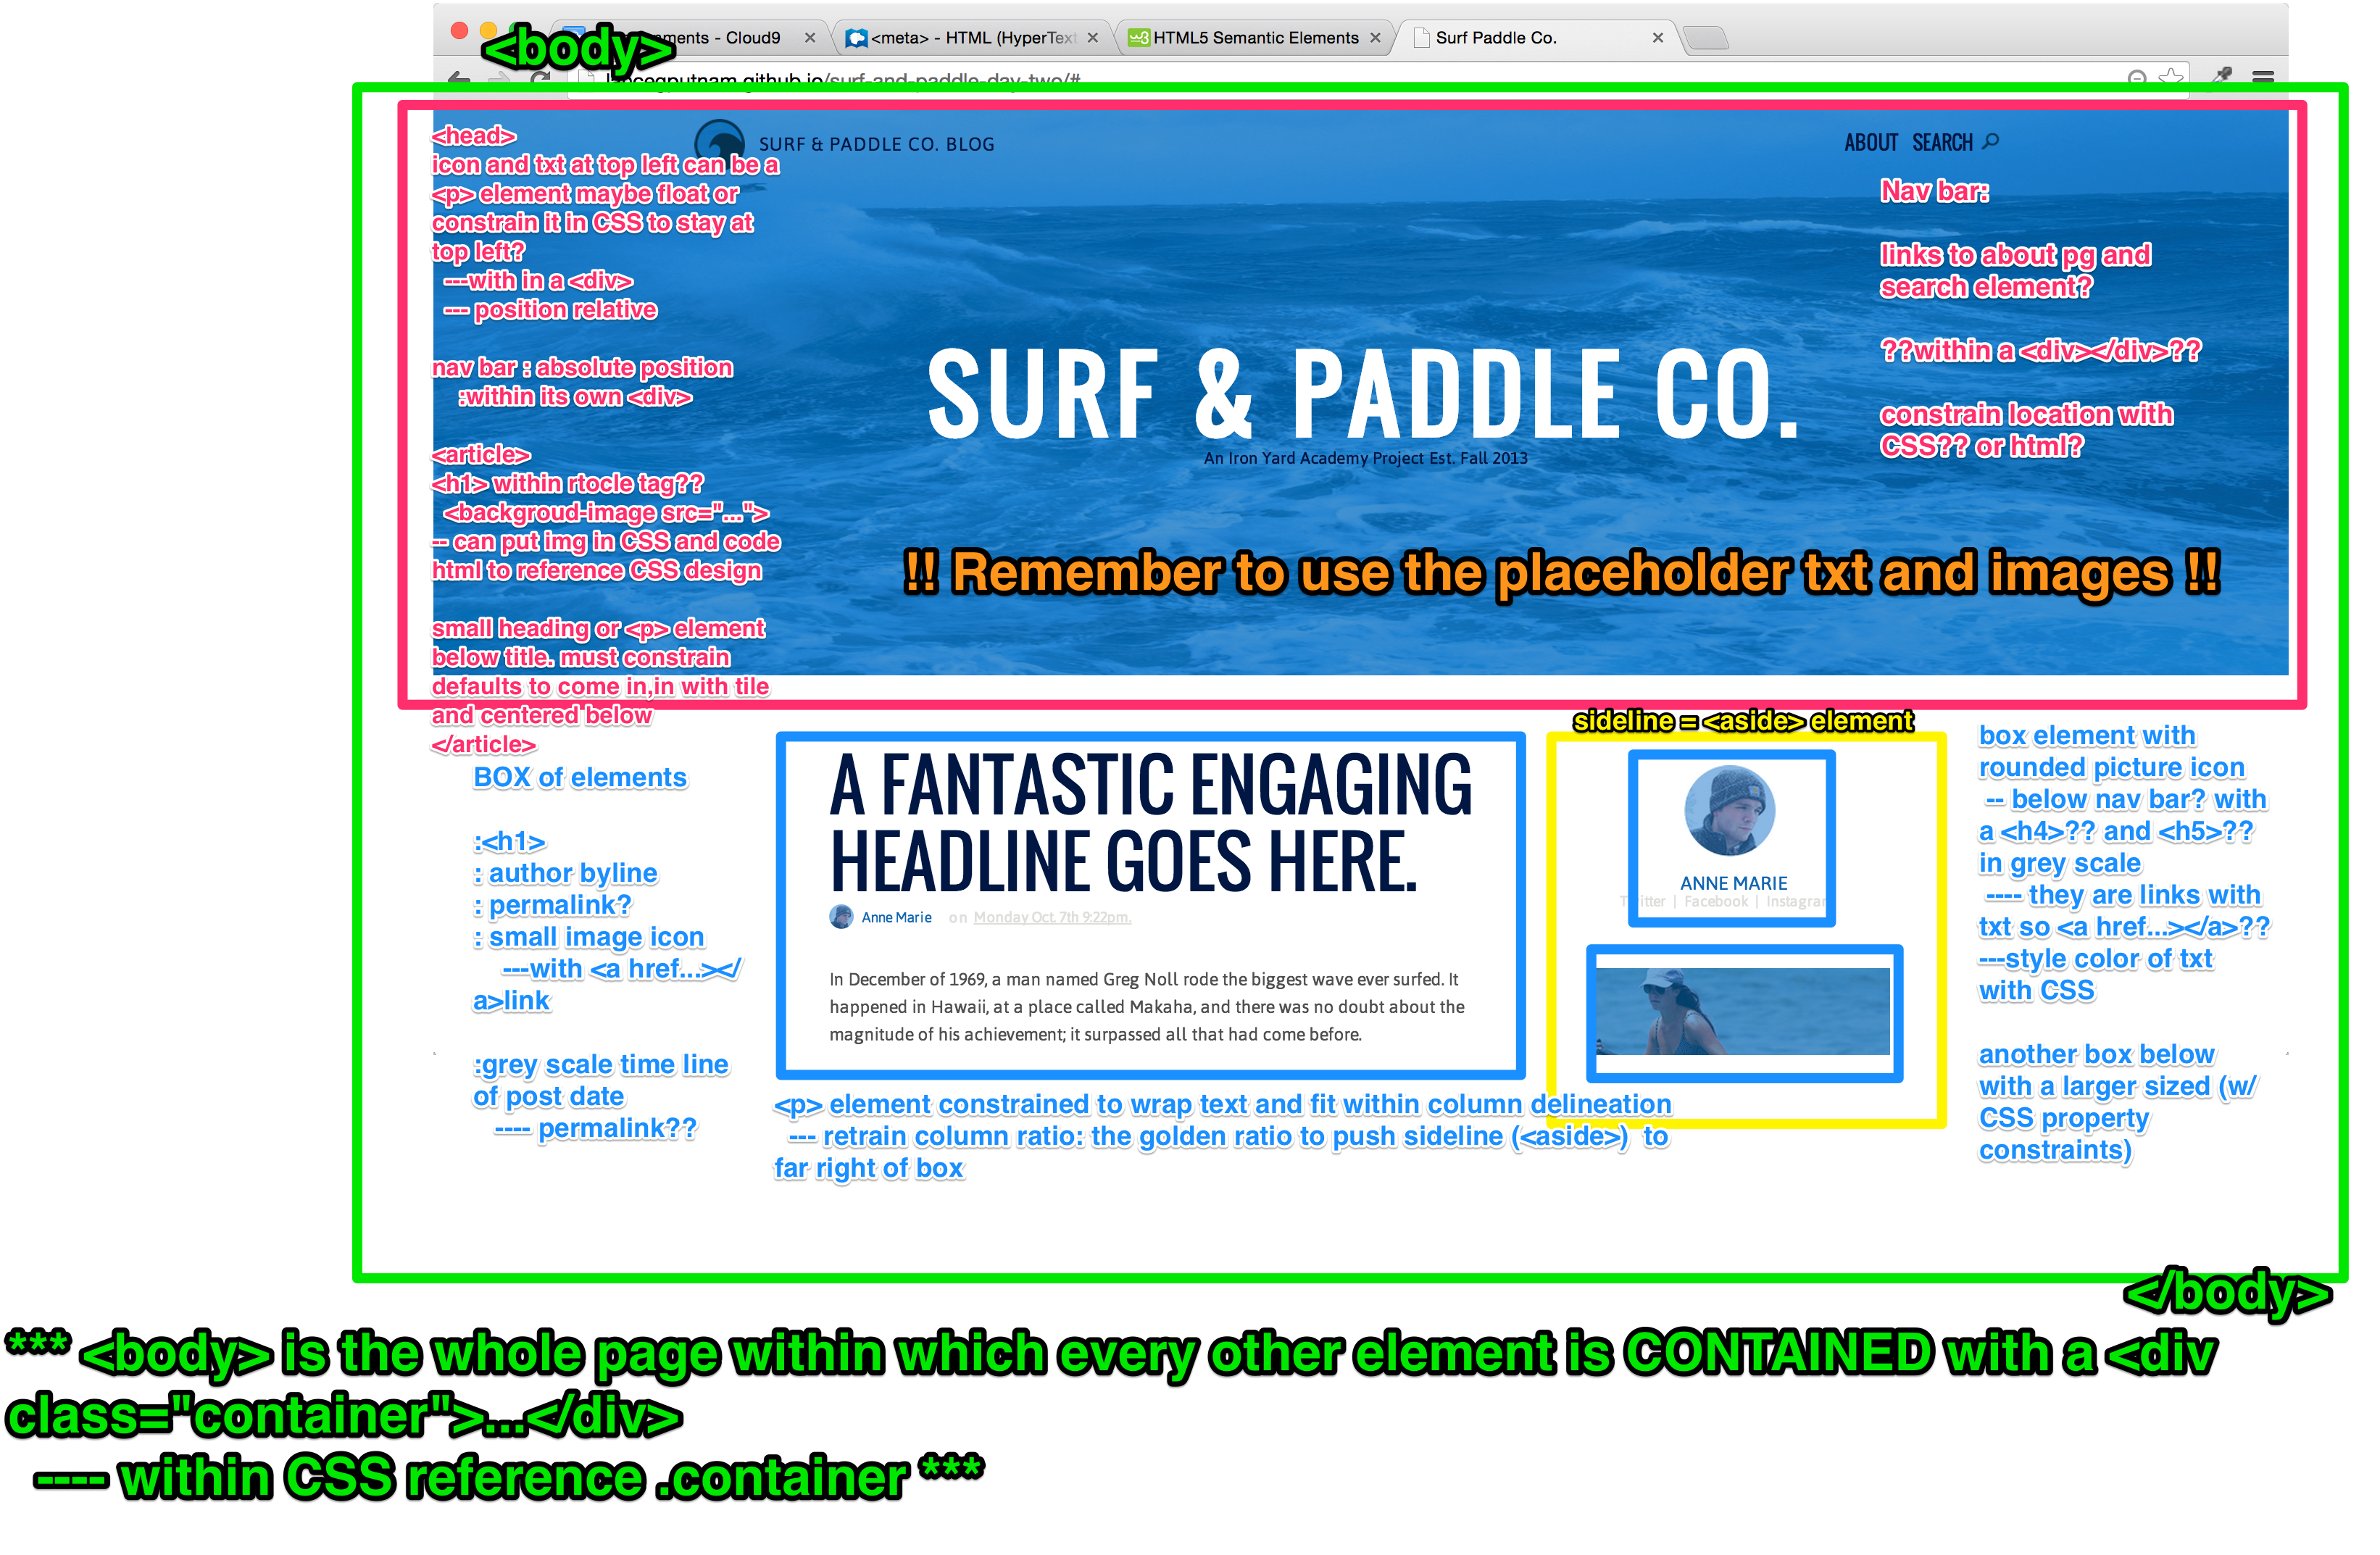 <body>
ments - Cloud9
<meta> - HTML (HyperText
HTML5 Semantic Elements
Surf Paddle Co.
lancegputnam.github.io/surf-and-paddle-day-two/#
SURF & PADDLE CO. BLOG
ABOUT SEARCH
<head>
icon and txt at top left can be a
<p> element maybe float or
constrain it in CSS to stay at
top left?
---with in a <div>
--- position relative
nav bar : absolute position
:within its own <div>
<article>
<h1> within rtocle tag??
<backgroud-image src="...">
-- can put img in CSS and code
html to reference CSS design
small heading or <p> element
below title. must constrain
defaults to come in,in with tile
and centered below
</article>
Nav bar:
links to about pg and
search element?
??within a <div></div>??
constrain location with
CSS?? or html?
SURF & PADDLE CO.
An Iron Yard Academy Project Est. Fall 2013
!! Remember to use the placeholder txt and images !!
BOX of elements
:<h1>
: author byline
: permalink?
: small image icon
---with <a href...></
a>link
:grey scale time line
of post date
---- permalink??
A FANTASTIC ENGAGING
HEADLINE GOES HERE.
Anne Marie on Monday Oct. 7th 9:22pm.
In December of 1969, a man named Greg Noll rode the biggest wave ever surfed. It
happened in Hawaii, at a place called Makaha, and there was no doubt about the
magnitude of his achievement; it surpassed all that had come before.
<p> element constrained to wrap text and fit within column delineation
--- retrain column ratio: the golden ratio to push sideline (<aside>) to
far right of box
sideline = <aside> element
ANNE MARIE
Twitter | Facebook | Instagram
box element with
rounded picture icon
-- below nav bar? with
a <h4>?? and <h5>??
in grey scale
---- they are links with
txt so <a href...></a>??
---style color of txt
with CSS
another box below
with a larger sized (w/
CSS property
constraints)
</body>
*** <body> is the whole page within which every other element is CONTAINED with a <div
class="container">...</div>
---- within CSS reference .container ***